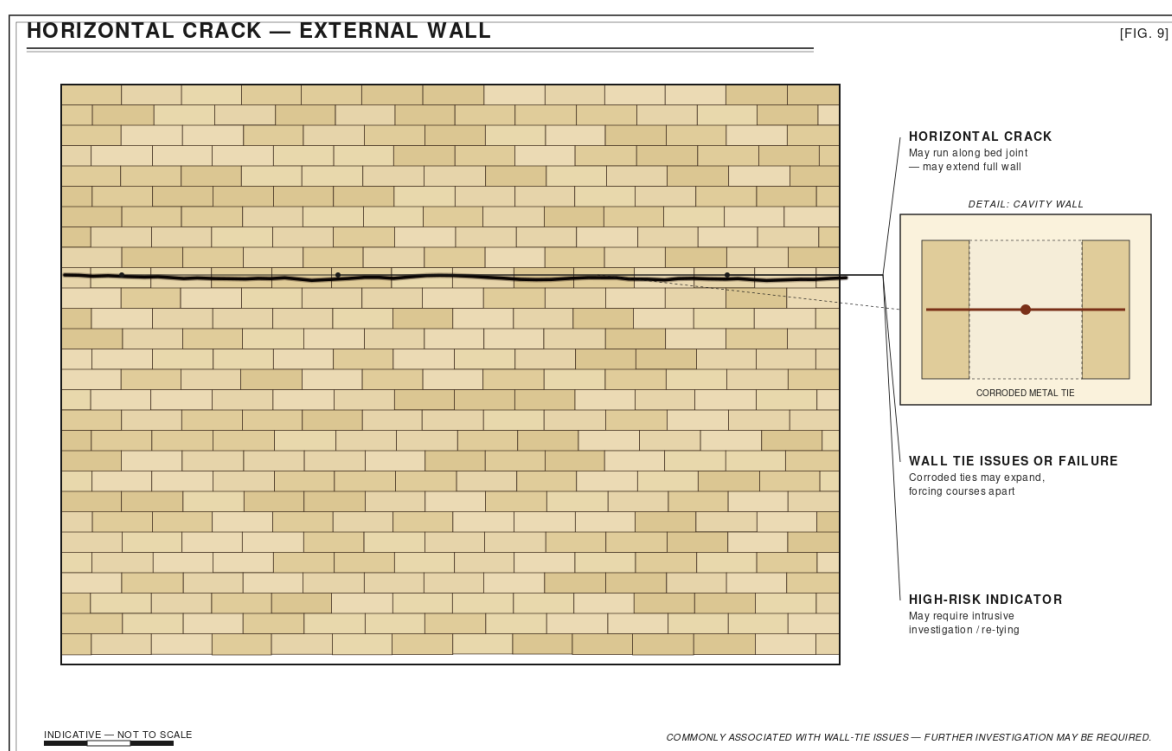 HORIZONTAL CRACK — EXTERNAL WALL
[FIG. 9]
HORIZONTAL CRACK
May run along bed joint
— may extend full wall
DETAIL: CAVITY WALL
CORRODED METAL TIE
WALL TIE ISSUES OR FAILURE
Corroded ties may expand,
forcing courses apart
HIGH-RISK INDICATOR
May require intrusive
investigation / re-tying
INDICATIVE — NOT TO SCALE
COMMONLY ASSOCIATED WITH WALL-TIE ISSUES — FURTHER INVESTIGATION MAY BE REQUIRED.